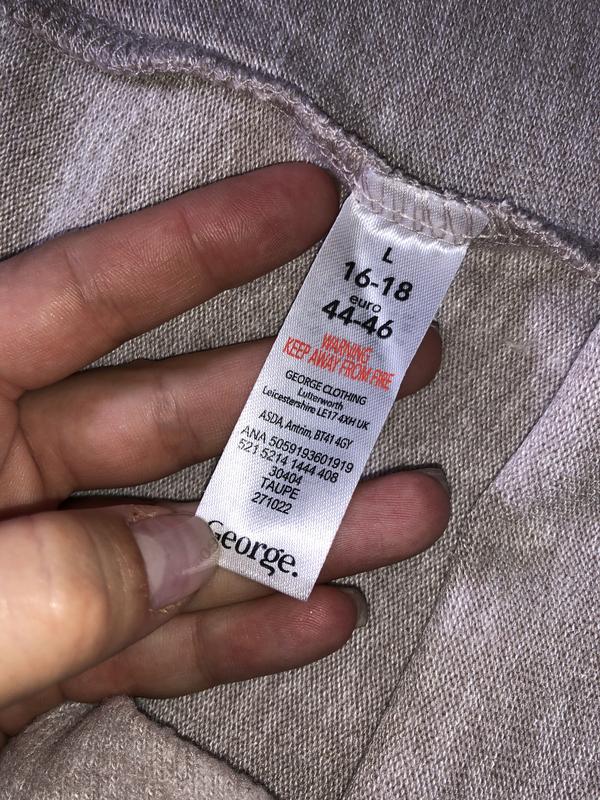 L
16-18
euro
44-46
WARNING
KEEP AWAY FROM FIRE
GEORGE CLOTHING
Lutterworth
Leicestershire LE17 4XH UK
ASDA, Antrim, BT41 4GY
ANA 5059193601919
521 5214 1444 408
30404
TAUPE
271022
George.